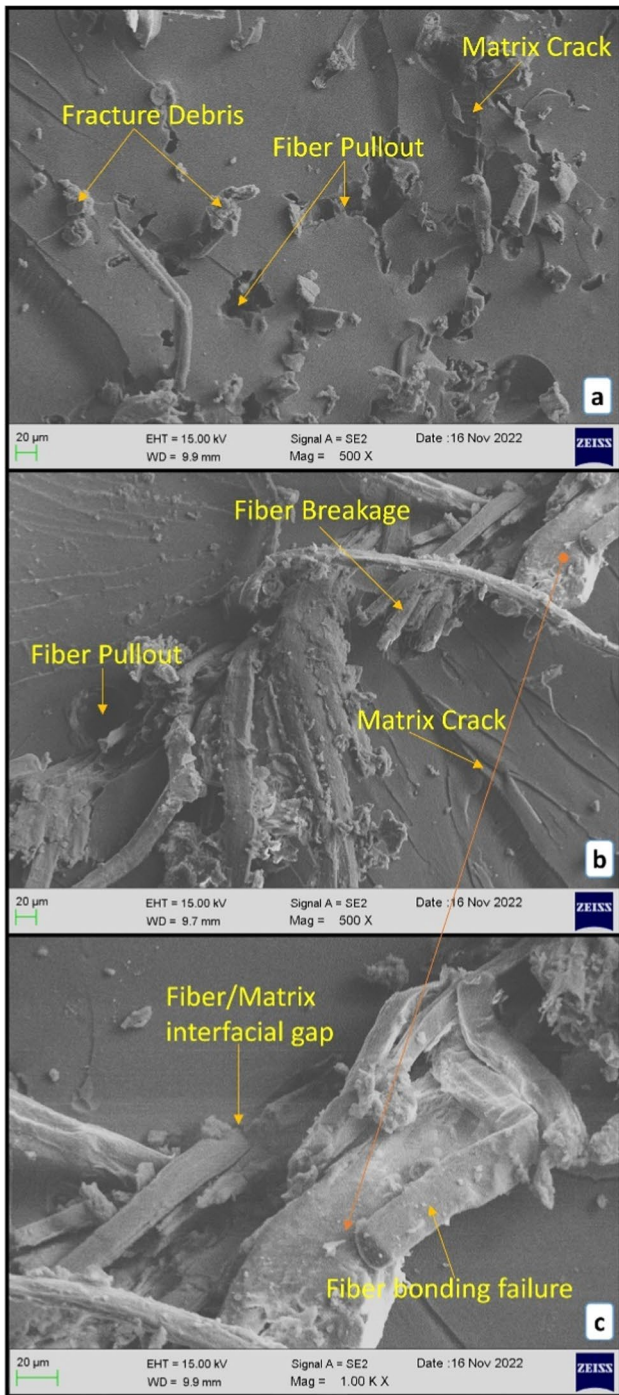 Matrix Crack
Fracture Debris
Fiber Pullout
a
20 µm EHT = 15.00 kV Signal A = SE2 Date :16 Nov 2022 ZEISS
WD = 9.9 mm Mag = 500 X
Fiber Breakage
Fiber Pullout
Matrix Crack
b
20 µm EHT = 15.00 kV Signal A = SE2 Date :16 Nov 2022 ZEISS
WD = 9.7 mm Mag = 500 X
Fiber/Matrix
interfacial gap
Fiber bonding failure
c
20 µm EHT = 15.00 kV Signal A = SE2 Date :16 Nov 2022 ZEISS
WD = 9.9 mm Mag = 1.00 K X